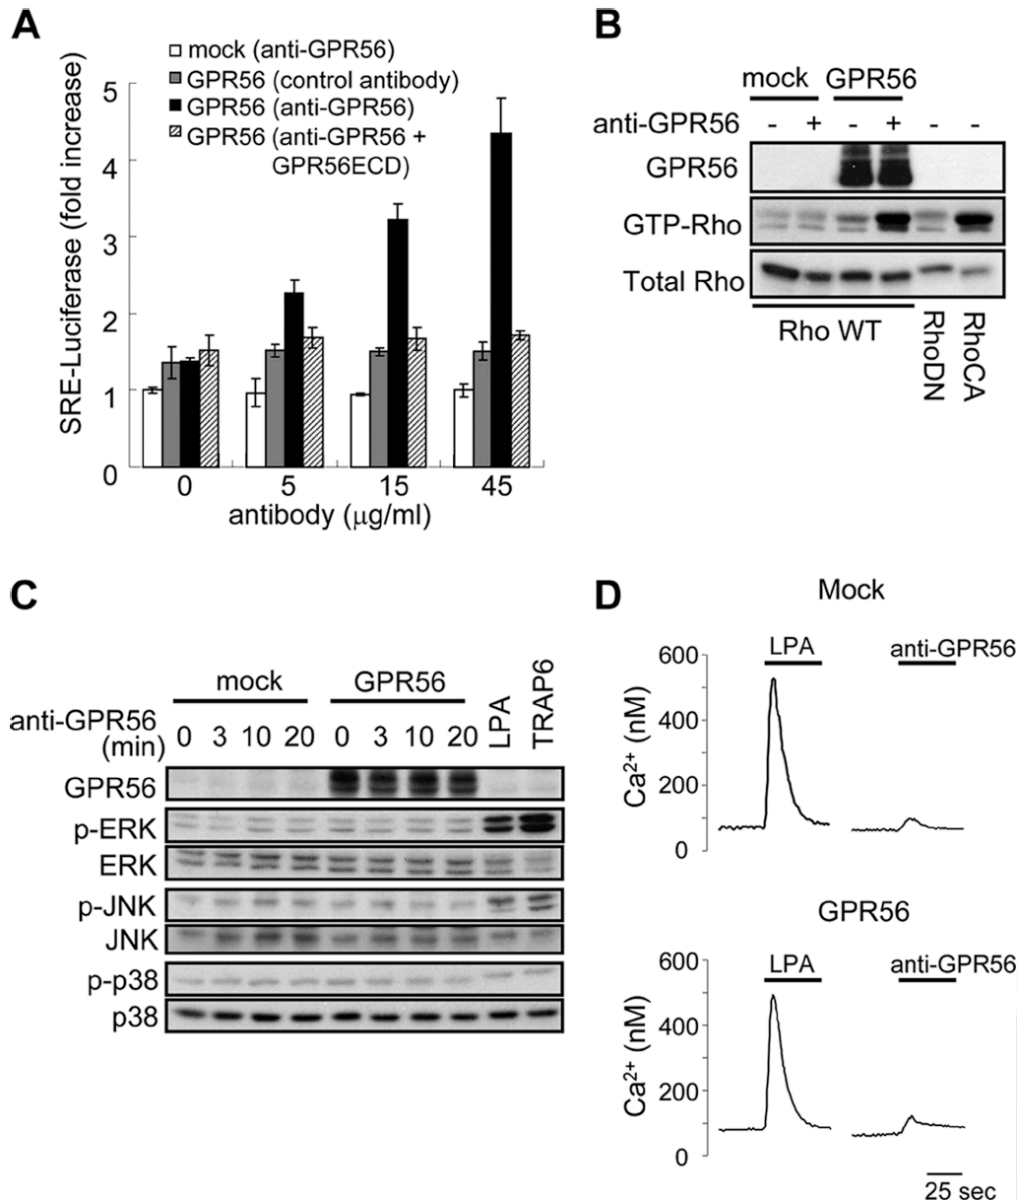 A
mock (anti-GPR56)
GPR56 (control antibody)
GPR56 (anti-GPR56)
GPR56 (anti-GPR56 +
GPR56ECD)
SRE-Luciferase (fold increase)
5
4
3
2
1
0
0 5 15 45
antibody (μg/ml)
B
mock GPR56
anti-GPR56 - + - + - -
GPR56
GTP-Rho
Total Rho
Rho WT
RhoDN
RhoCA
C
mock GPR56
LPA
TRAP6
anti-GPR56
(min) 0 3 10 20 0 3 10 20
GPR56
p-ERK
ERK
p-JNK
JNK
p-p38
p38
D
Mock
LPA anti-GPR56
Ca²⁺ (nM)
600
400
200
0
GPR56
LPA anti-GPR56
Ca²⁺ (nM)
600
400
200
0
25 sec